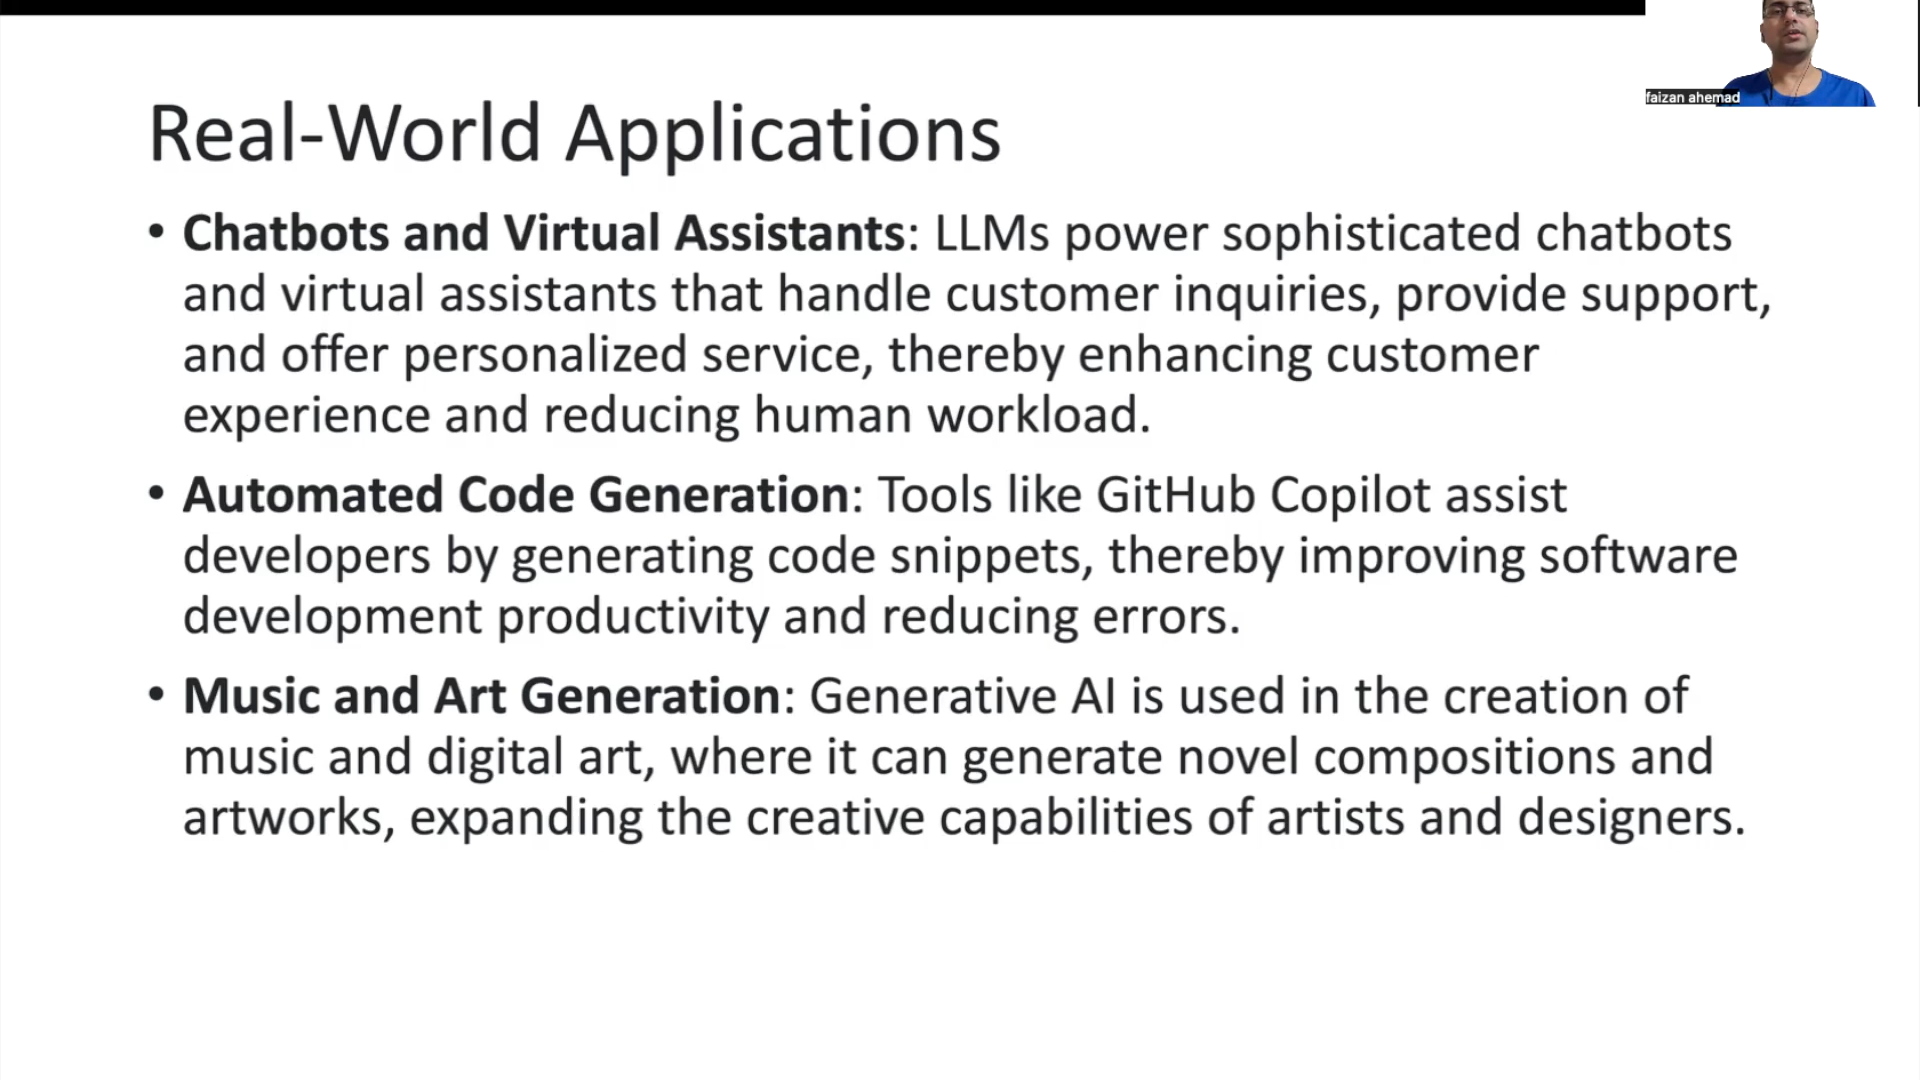 faizan ahemad
Real-World Applications
• Chatbots and Virtual Assistants: LLMs power sophisticated chatbots
and virtual assistants that handle customer inquiries, provide support,
and offer personalized service, thereby enhancing customer
experience and reducing human workload.
• Automated Code Generation: Tools like GitHub Copilot assist
developers by generating code snippets, thereby improving software
development productivity and reducing errors.
• Music and Art Generation: Generative AI is used in the creation of
music and digital art, where it can generate novel compositions and
artworks, expanding the creative capabilities of artists and designers.